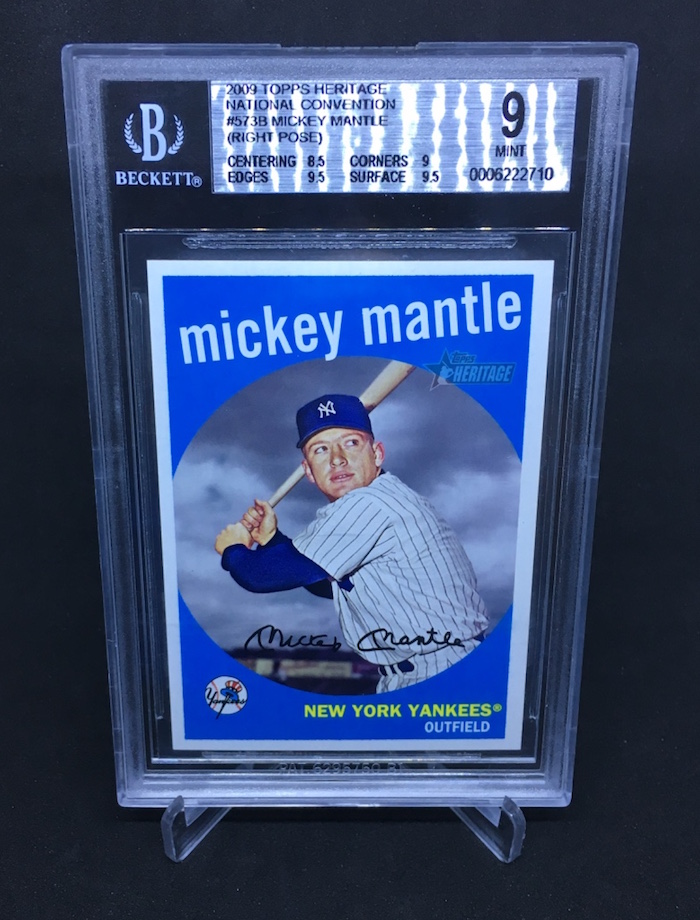 2009 TOPPS HERITAGE
NATIONAL CONVENTION
#573B MICKEY MANTLE
(RIGHT POSE)
CENTERING 8.5 CORNERS 9
EDGES 9.5 SURFACE 9.5
9
MINT
0006222710
B
BECKETT®
mickey mantle
Topps
HERITAGE
NY
Mickey Mantle
Yankees
NEW YORK YANKEES®
OUTFIELD